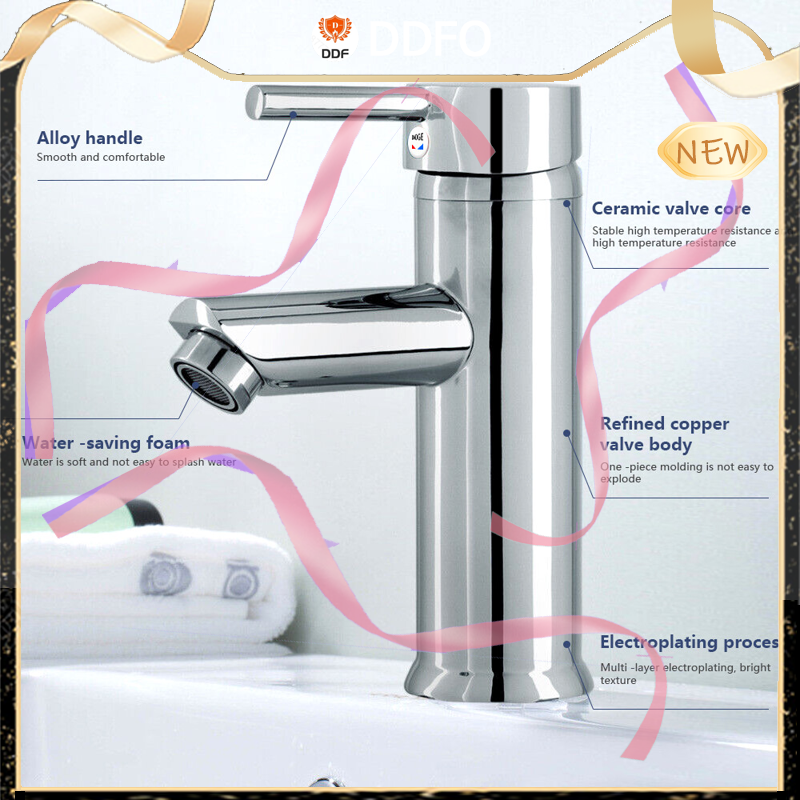 DDFO
DDF
Alloy handle
Smooth and comfortable
NEW
Ceramic valve core
Stable high temperature resistance a
high temperature resistance
Water -saving foam
Water is soft and not easy to splash water
Refined copper
valve body
One -piece molding is not easy to
explode
Electroplating proces
Multi -layer electroplating, bright
texture